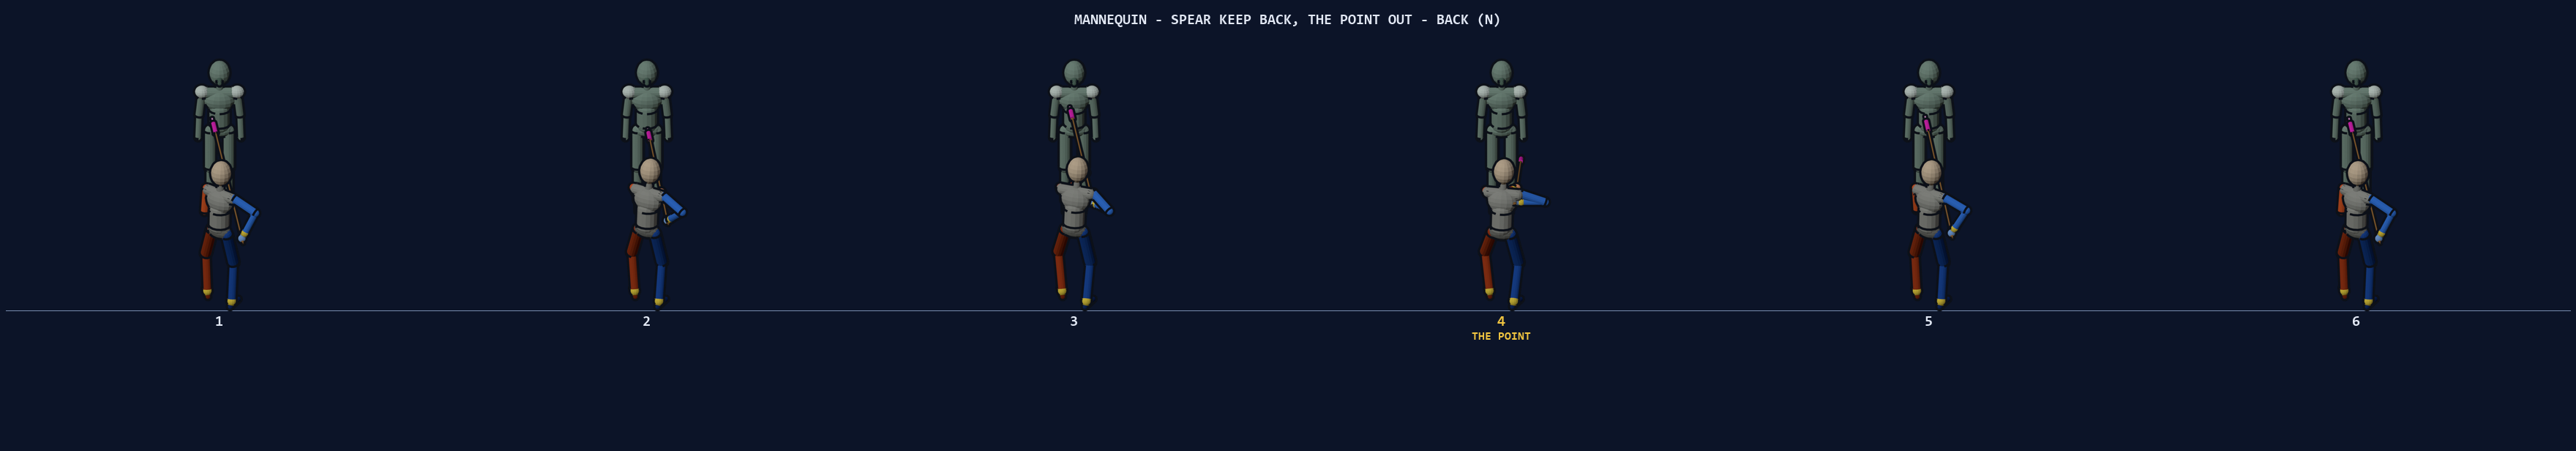 MANNEQUIN - SPEAR KEEP BACK, THE POINT OUT - BACK (N)
1 2 3 4 5 6
THE POINT